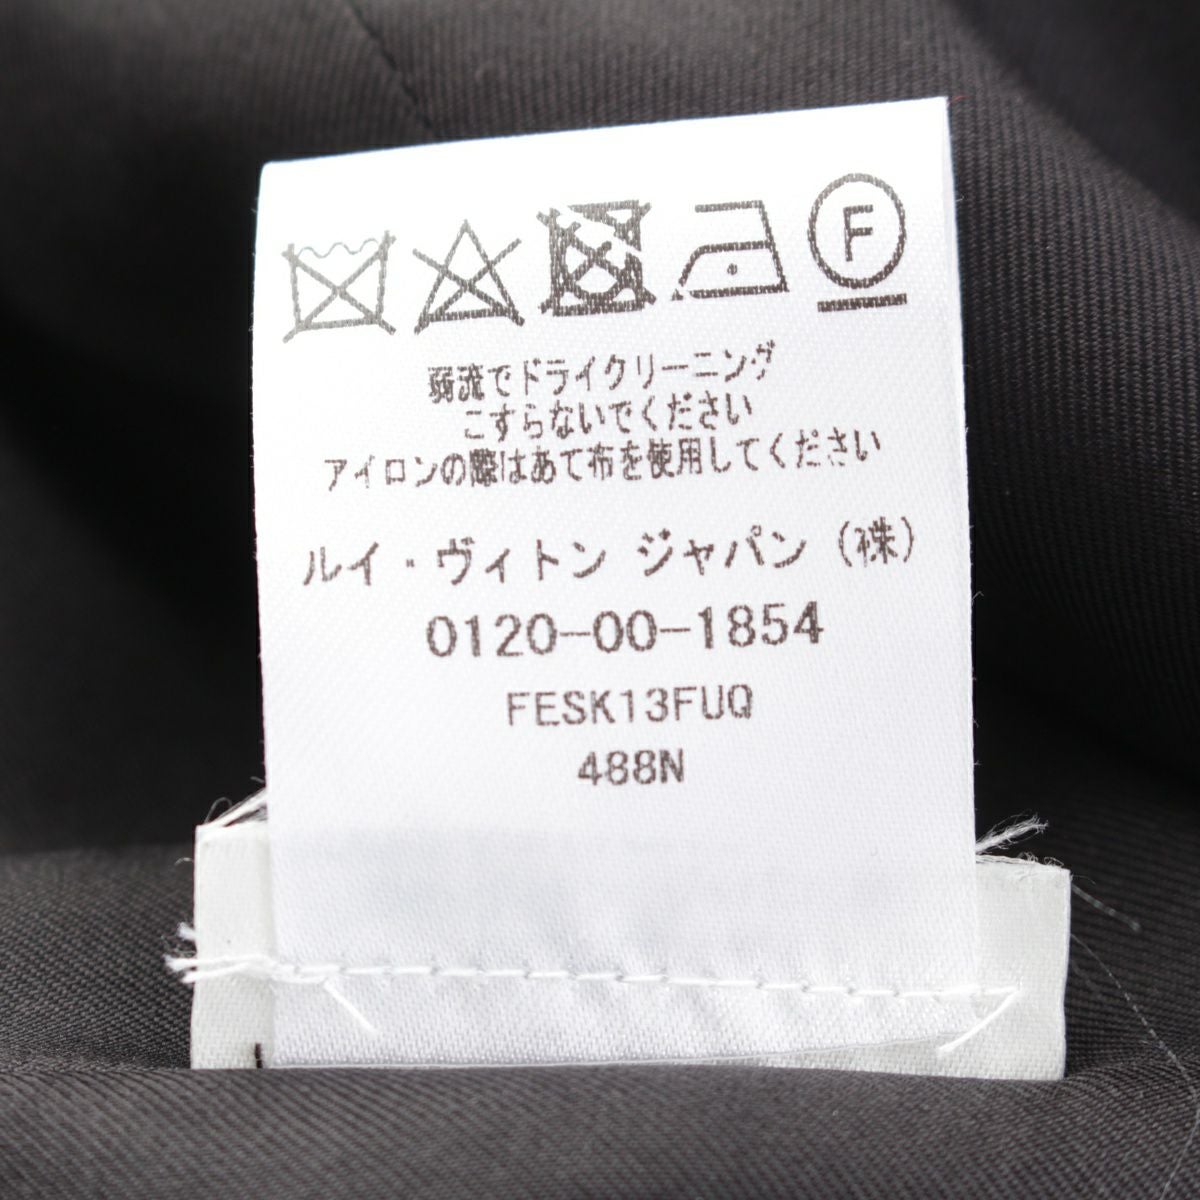 F
弱流でドライクリーニング
こすらないでください
アイロンの際はあて布を使用してください
ルイ・ヴィトン ジャパン (株)
0120-00-1854
FESK13FUQ
488N